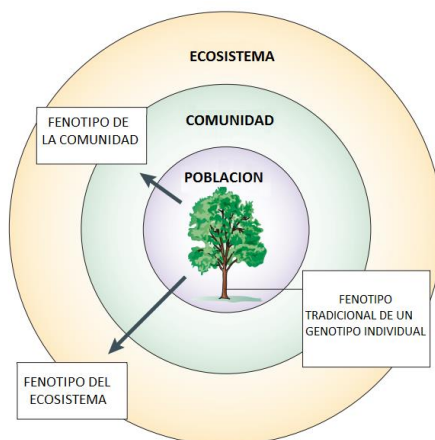 ECOSISTEMA
FENOTIPO DE
LA COMUNIDAD
COMUNIDAD
POBLACION
FENOTIPO
TRADICIONAL DE UN
GENOTIPO INDIVIDUAL
FENOTIPO DEL
ECOSISTEMA